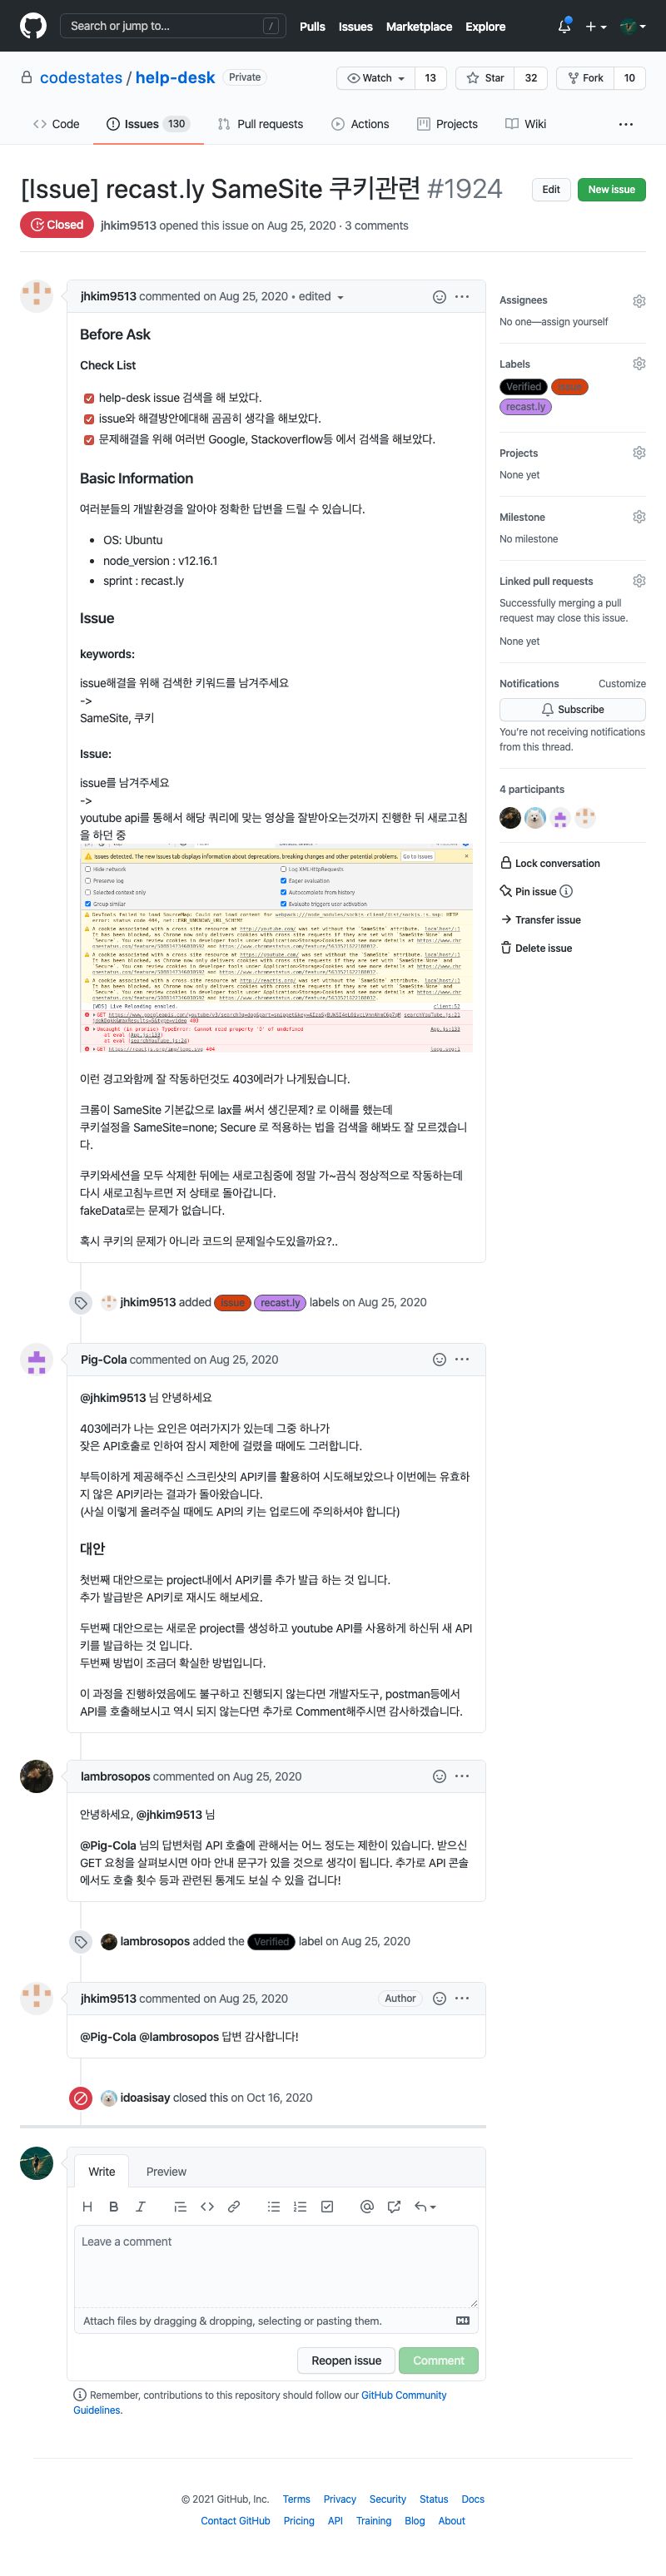 Search or jump to...
/
Pulls
Issues
Marketplace
Explore
codestates / help-desk
Private
Watch
13
Star
32
Fork
10
Code
Issues 130
Pull requests
Actions
Projects
Wiki
[Issue] recast.ly SameSite 쿠키관련 #1924
Edit
New issue
Closed
jhkim9513 opened this issue on Aug 25, 2020 · 3 comments
jhkim9513 commented on Aug 25, 2020 • edited
Before Ask
Check List
help-desk issue 검색을 해 보았다.
issue와 해결방안에대해 곰곰히 생각을 해보았다.
문제해결을 위해 여러번 Google, Stackoverflow등 에서 검색을 해보았다.
Basic Information
여러분들의 개발환경을 알아야 정확한 답변을 드릴 수 있습니다.
OS: Ubuntu
node_version : v12.16.1
sprint : recast.ly
Issue
keywords:
issue해결을 위해 검색한 키워드를 남겨주세요
->
SameSite, 쿠키
Issue:
issue를 남겨주세요
->
youtube api를 통해서 해당 쿼리에 맞는 영상을 잘받아오는것까지 진행한 뒤 새로고침
을 하던 중
Issues detected. The new Issues tab displays information about deprecations, breaking changes and other potential problems.
Go to Issues
Hide network
Log XMLHttpRequests
Preserve log
Eager evaluation
Selected context only
Autocomplete from history
Group similar
Evaluate triggers user activation
이런 경고와함께 잘 작동하던것도 403에러가 나게됬습니다.
크롬이 SameSite 기본값으로 lax를 써서 생긴문제? 로 이해를 했는데
쿠키설정을 SameSite=none; Secure 로 적용하는 법을 검색을 해봐도 잘 모르겠습니
다.
쿠키와세션을 모두 삭제한 뒤에는 새로고침중에 정말 가~끔식 정상적으로 작동하는데
다시 새로고침누르면 저 상태로 돌아갑니다.
fakeData로는 문제가 없습니다.
혹시 쿠키의 문제가 아니라 코드의 문제일수도있을까요?..
jhkim9513 added issue recast.ly labels on Aug 25, 2020
Pig-Cola commented on Aug 25, 2020
@jhkim9513 님 안녕하세요
403에러가 나는 요인은 여러가지가 있는데 그중 하나가
잦은 API호출로 인하여 잠시 제한에 걸렸을 때에도 그러합니다.
부득이하게 제공해주신 스크린샷의 API키를 활용하여 시도해보았으나 이번에는 유효하
지 않은 API키라는 결과가 돌아왔습니다.
(사실 이렇게 올려주실 때에도 API의 키는 업로드에 주의하셔야 합니다)
대안
첫번째 대안으로는 project내에서 API키를 추가 발급 하는 것 입니다.
추가 발급받은 API키로 재시도 해보세요.
두번째 대안으로는 새로운 project를 생성하고 youtube API를 사용하게 하신뒤 새 API
키를 발급하는 것 입니다.
두번째 방법이 조금더 확실한 방법입니다.
이 과정을 진행하였음에도 불구하고 진행되지 않는다면 개발자도구, postman등에서
API를 호출해보시고 역시 되지 않는다면 추가로 Comment해주시면 감사하겠습니다.
lambrosopos commented on Aug 25, 2020
안녕하세요, @jhkim9513 님
@Pig-Cola 님의 답변처럼 API 호출에 관해서는 어느 정도는 제한이 있습니다. 받으신
GET 요청을 살펴보시면 아마 안내 문구가 있을 것으로 생각이 됩니다. 추가로 API 콘솔
에서도 호출 횟수 등과 관련된 통계도 보실 수 있을 겁니다!
lambrosopos added the Verified label on Aug 25, 2020
jhkim9513 commented on Aug 25, 2020
Author
@Pig-Cola @lambrosopos 답변 감사합니다!
idoasisay closed this on Oct 16, 2020
Write
Preview
Leave a comment
Attach files by dragging & dropping, selecting or pasting them.
Reopen issue
Comment
Remember, contributions to this repository should follow our GitHub Community
Guidelines.
Assignees
No one—assign yourself
Labels
Verified
issue
recast.ly
Projects
None yet
Milestone
No milestone
Linked pull requests
Successfully merging a pull
request may close this issue.
None yet
Notifications
Customize
Subscribe
You're not receiving notifications
from this thread.
4 participants
Lock conversation
Pin issue
Transfer issue
Delete issue
© 2021 GitHub, Inc.
Terms
Privacy
Security
Status
Docs
Contact GitHub
Pricing
API
Training
Blog
About